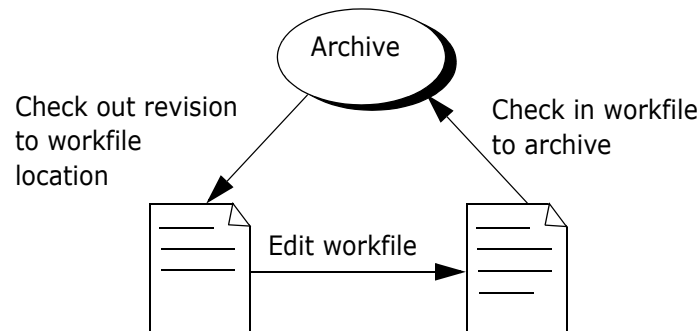 Archive
Check out revision
to workfile
location
Check in workfile
to archive
Edit workfile